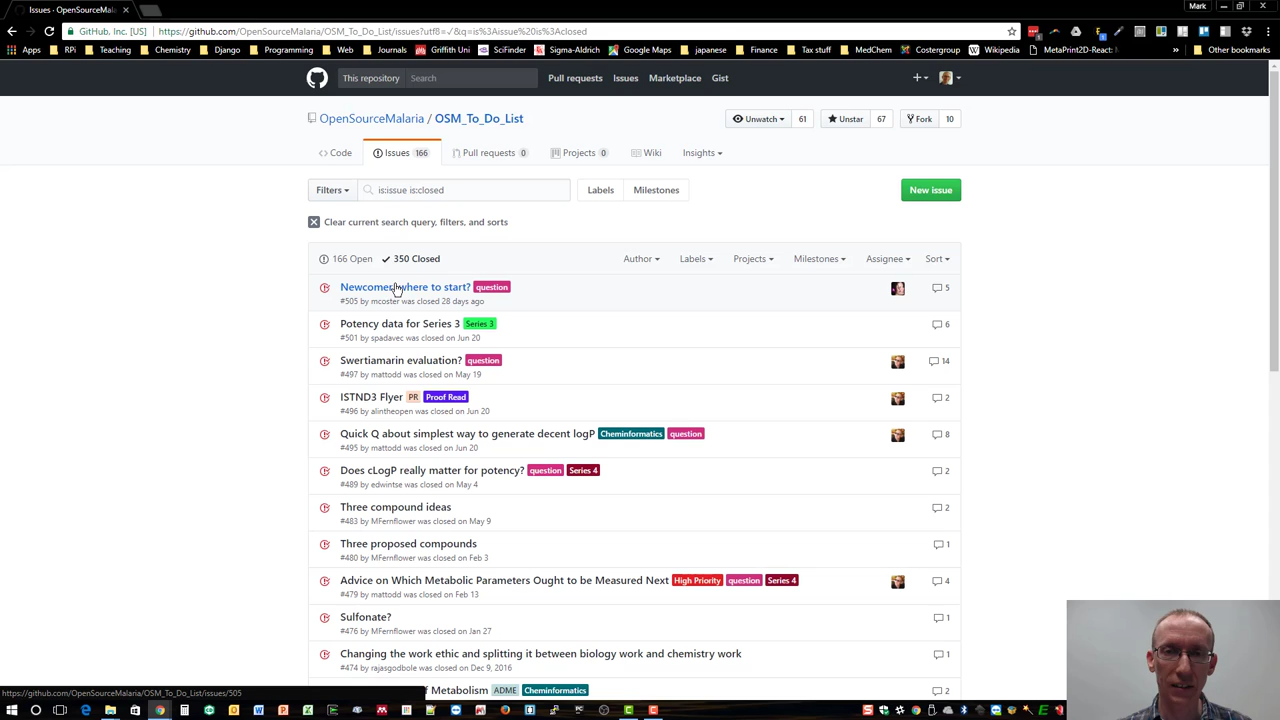 Issues · OpenSourceMala
Mark
GitHub, Inc. [US]
https://github.com/OpenSourceMalaria/OSM_To_Do_List/issues?utf8=✓&q=is%3Aissue%20is%3Aclosed
Apps RPi Teaching Chemistry Django Programming Web Journals Griffith Uni SciFinder Sigma-Aldrich Google Maps japanese Finance Tax stuff MedChem Costergroup Wikipedia MetaPrint2D-React: » Other bookmarks
This repository Search Pull requests Issues Marketplace Gist
OpenSourceMalaria / OSM_To_Do_List
Unwatch 61 Unstar 67 Fork 10
<> Code Issues 166 Pull requests 0 Projects 0 Wiki Insights
Filters is:issue is:closed Labels Milestones New issue
Clear current search query, filters, and sorts
166 Open 350 Closed Author Labels Projects Milestones Assignee Sort
Newcomer, where to start? question 5
#505 by mcoster was closed 28 days ago
Potency data for Series 3 Series 3 6
#501 by spadavec was closed on Jun 20
Swertiamarin evaluation? question 14
#497 by mattodd was closed on May 19
ISTND3 Flyer PR Proof Read 2
#496 by alintheopen was closed on Jun 20
Quick Q about simplest way to generate decent logP Cheminformatics question 8
#495 by mattodd was closed on Jun 20
Does cLogP really matter for potency? question Series 4 2
#489 by edwintse was closed on May 4
Three compound ideas 2
#483 by MFernflower was closed on May 9
Three proposed compounds 1
#480 by MFernflower was closed on Feb 3
Advice on Which Metabolic Parameters Ought to be Measured Next High Priority question Series 4 4
#479 by mattodd was closed on Feb 13
Sulfonate? 1
#476 by MFernflower was closed on Jan 27
Changing the work ethic and splitting it between biology work and chemistry work 1
#474 by rajasgodbole was closed on Dec 9, 2016
of Metabolism ADME Cheminformatics 2
https://github.com/OpenSourceMalaria/OSM_To_Do_List/issues/505